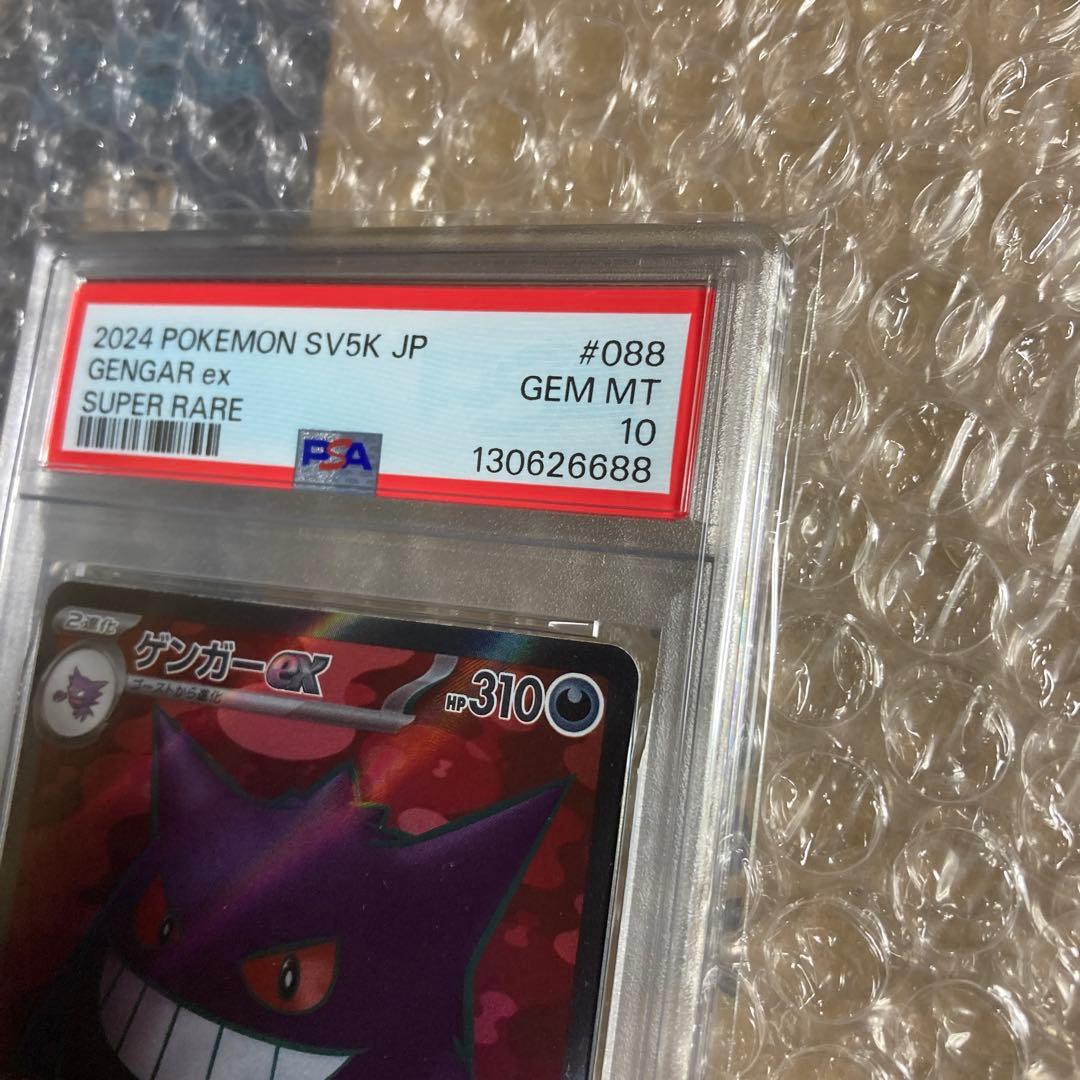 2024 POKEMON SV5K JP #088
GENGAR ex GEM MT
SUPER RARE 10
PSA 130626688
2進化
ゲンガーex
HP310
ゴーストから進化